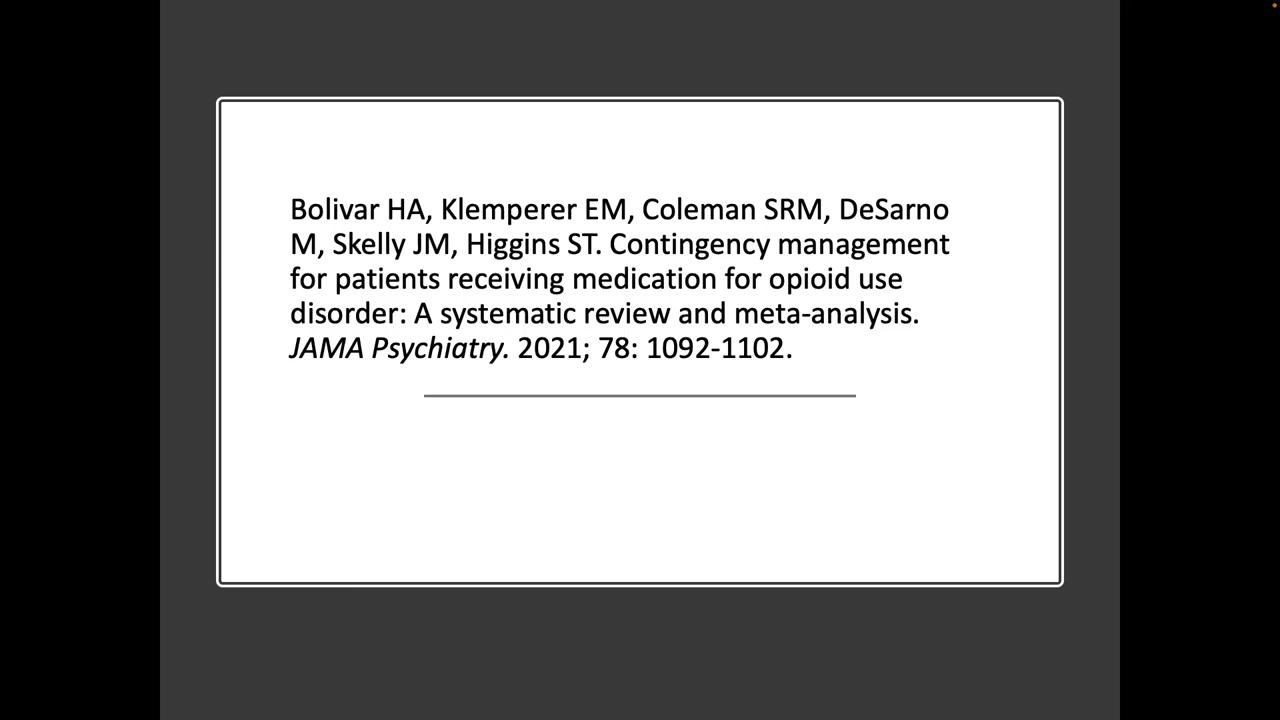 Bolivar HA, Klemperer EM, Coleman SRM, DeSarno
M, Skelly JM, Higgins ST. Contingency management
for patients receiving medication for opioid use
disorder: A systematic review and meta-analysis.
JAMA Psychiatry. 2021; 78: 1092-1102.